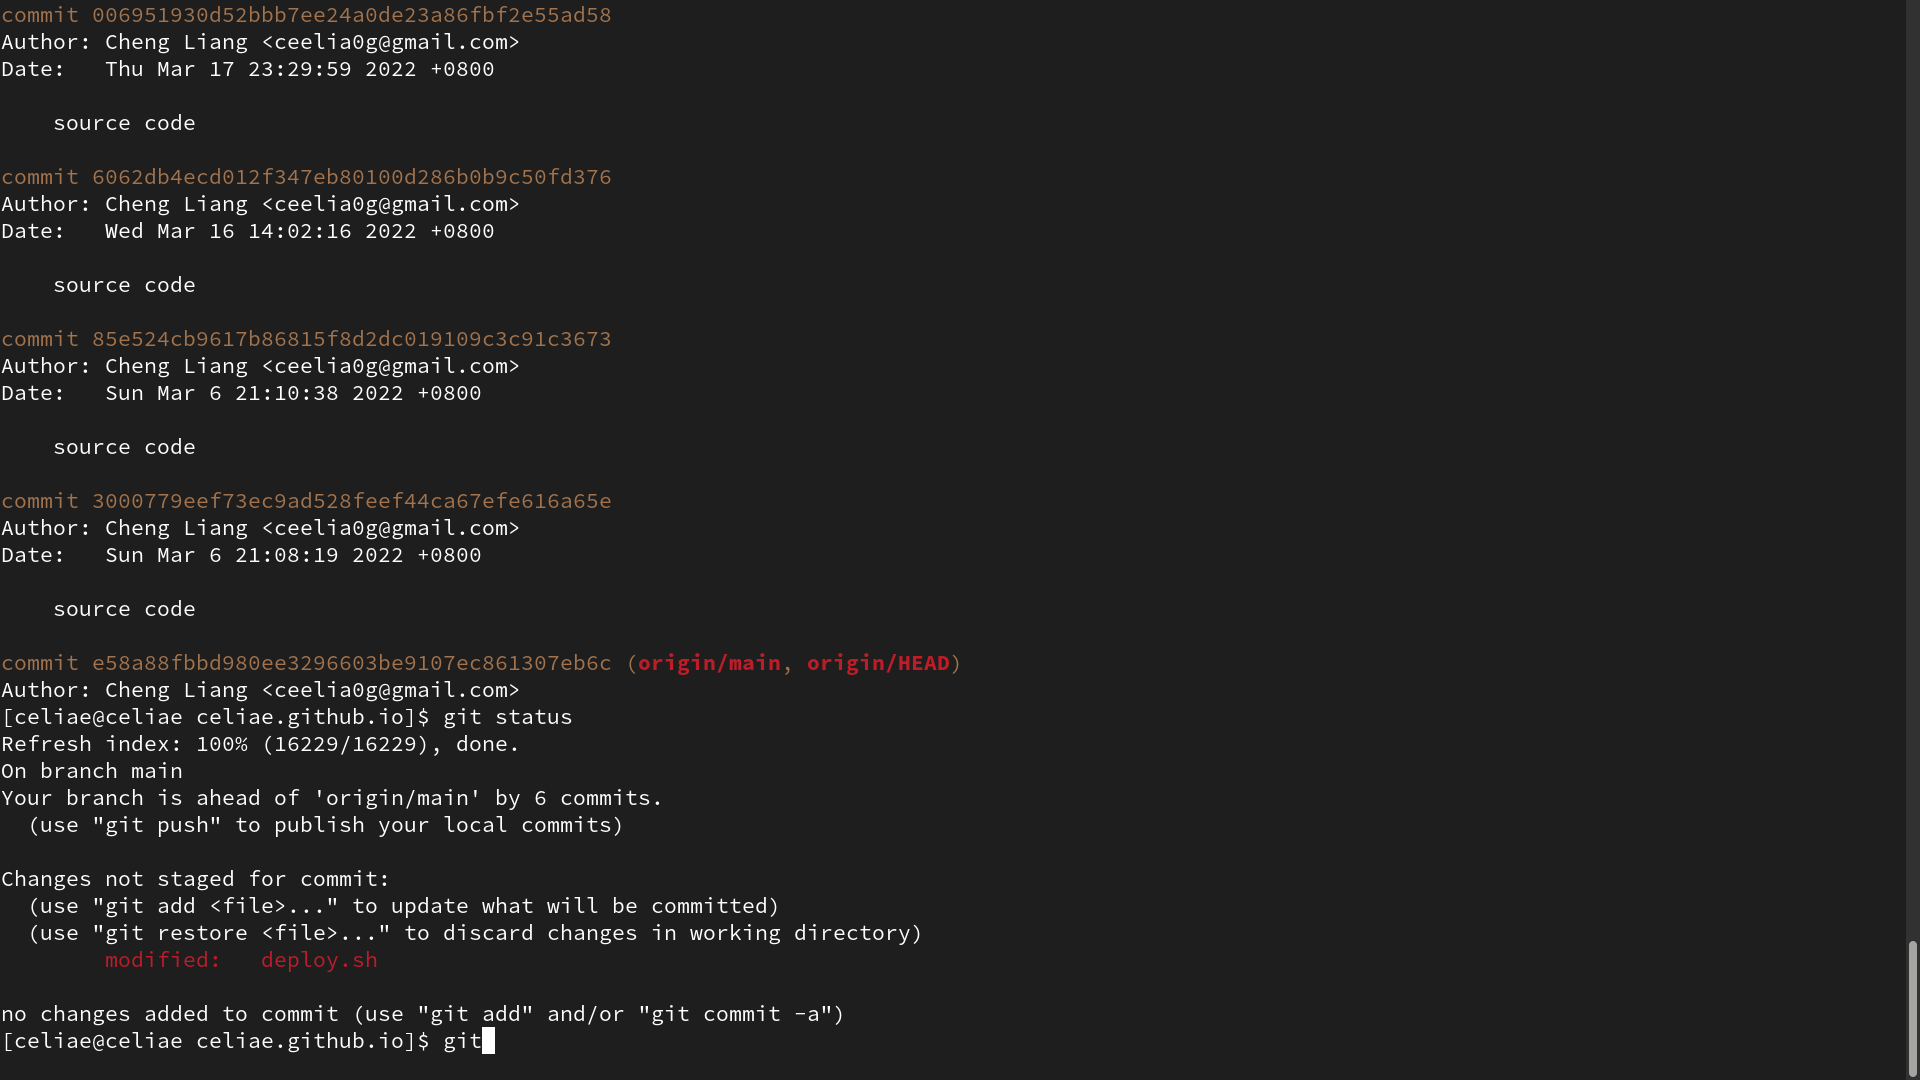 commit 006951930d52bbb7ee24a0de23a86fbf2e55ad58
Author: Cheng Liang <ceelia0g@gmail.com>
Date:   Thu Mar 17 23:29:59 2022 +0800

    source code

commit 6062db4ecd012f347eb80100d286b0b9c50fd376
Author: Cheng Liang <ceelia0g@gmail.com>
Date:   Wed Mar 16 14:02:16 2022 +0800

    source code

commit 85e524cb9617b86815f8d2dc019109c3c91c3673
Author: Cheng Liang <ceelia0g@gmail.com>
Date:   Sun Mar 6 21:10:38 2022 +0800

    source code

commit 3000779eef73ec9ad528feef44ca67efe616a65e
Author: Cheng Liang <ceelia0g@gmail.com>
Date:   Sun Mar 6 21:08:19 2022 +0800

    source code

commit e58a88fbbd980ee3296603be9107ec861307eb6c (origin/main, origin/HEAD)
Author: Cheng Liang <ceelia0g@gmail.com>
[celiae@celiae celiae.github.io]$ git status
Refresh index: 100% (16229/16229), done.
On branch main
Your branch is ahead of 'origin/main' by 6 commits.
  (use "git push" to publish your local commits)

Changes not staged for commit:
  (use "git add <file>..." to update what will be committed)
  (use "git restore <file>..." to discard changes in working directory)
        modified:   deploy.sh

no changes added to commit (use "git add" and/or "git commit -a")
[celiae@celiae celiae.github.io]$ git